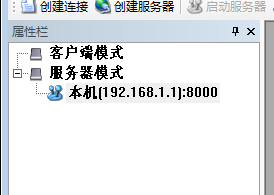 创建连接 创建服务器 启动服务器
属性栏
客户端模式
服务器模式
本机(192.168.1.1):8000